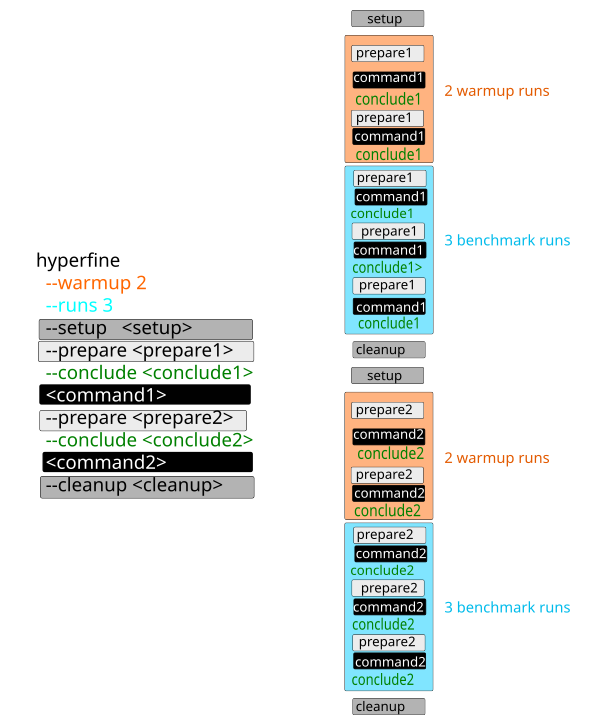 hyperfine
--warmup 2
--runs 3
--setup <setup>
--prepare <prepare1>
--conclude <conclude1>
<command1>
--prepare <prepare2>
--conclude <conclude2>
<command2>
--cleanup <cleanup>
setup
prepare1
command1
conclude1
prepare1
command1
conclude1
2 warmup runs
prepare1
command1
conclude1
prepare1
command1
conclude1>
prepare1
command1
conclude1
3 benchmark runs
cleanup
setup
prepare2
command2
conclude2
prepare2
command2
conclude2
2 warmup runs
prepare2
command2
conclude2
prepare2
command2
conclude2
prepare2
command2
conclude2
3 benchmark runs
cleanup